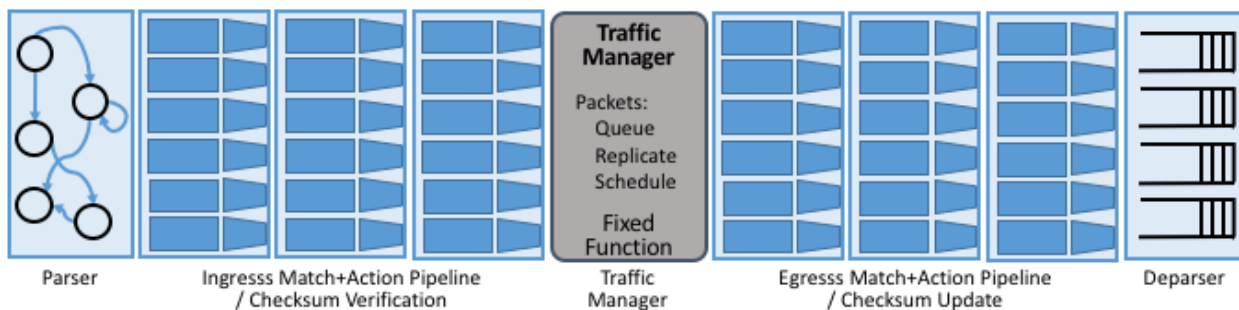 Traffic
Manager
Packets:
Queue
Replicate
Schedule
Fixed
Function
Parser
Ingresss Match+Action Pipeline
/ Checksum Verification
Traffic
Manager
Egresss Match+Action Pipeline
/ Checksum Update
Deparser